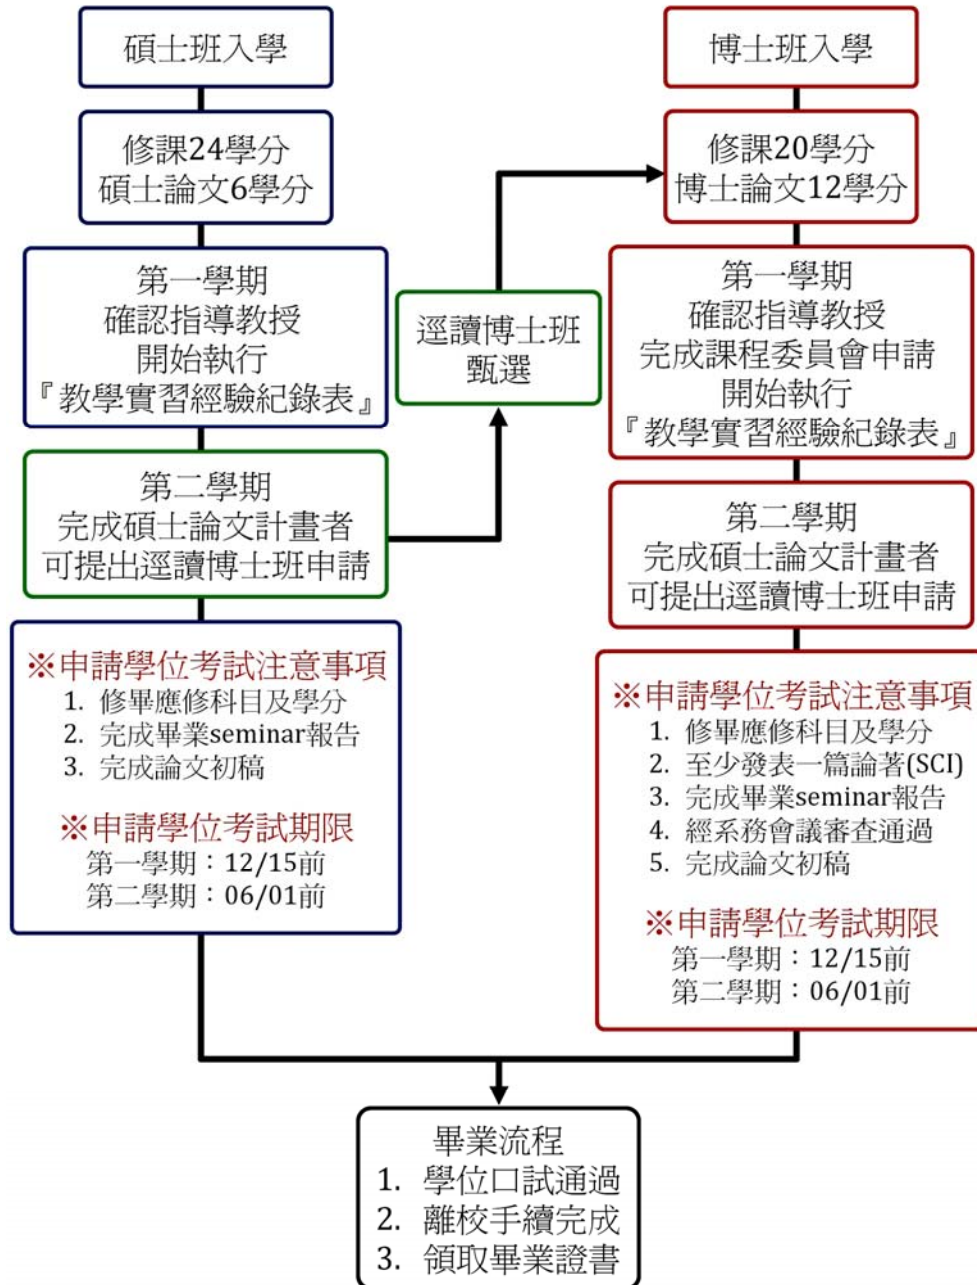 碩士班入學
修課24學分
碩士論文6學分
第一學期
確認指導教授
開始執行
『教學實習經驗紀錄表』
第二學期
完成碩士論文計畫者
可提出逕讀博士班申請
※申請學位考試注意事項
1. 修畢應修科目及學分
2. 完成畢業seminar報告
3. 完成論文初稿
※申請學位考試期限
第一學期：12/15前
第二學期：06/01前
逕讀博士班
甄選
博士班入學
修課20學分
博士論文12學分
第一學期
確認指導教授
完成課程委員會申請
開始執行
『教學實習經驗紀錄表』
第二學期
完成碩士論文計畫者
可提出逕讀博士班申請
※申請學位考試注意事項
1. 修畢應修科目及學分
2. 至少發表一篇論著(SCI)
3. 完成畢業seminar報告
4. 經系務會議審查通過
5. 完成論文初稿
※申請學位考試期限
第一學期：12/15前
第二學期：06/01前
畢業流程
1. 學位口試通過
2. 離校手續完成
3. 領取畢業證書